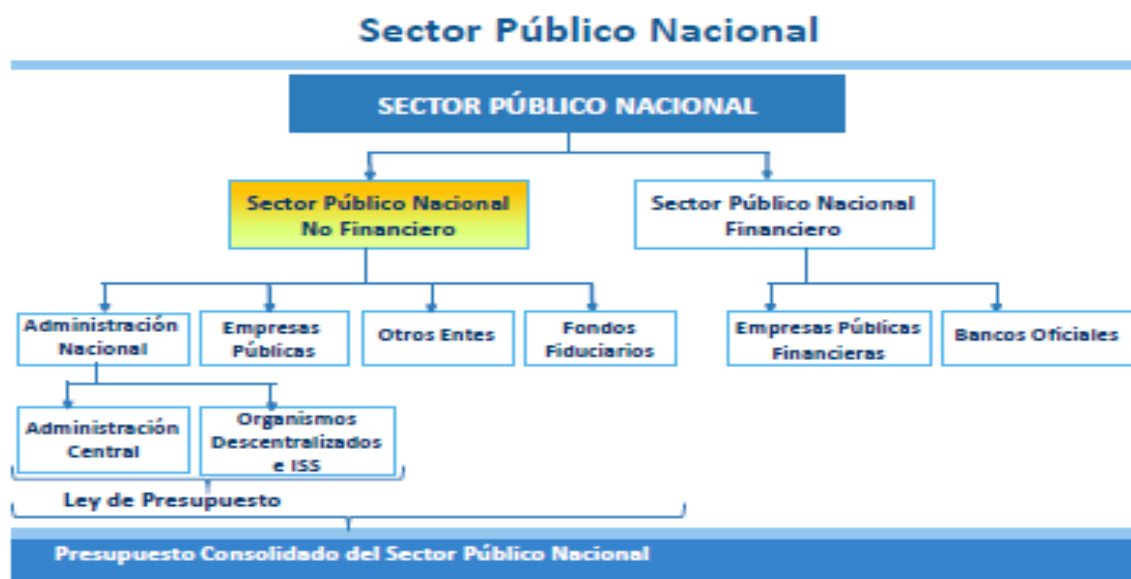 Sector Público Nacional
SECTOR PÚBLICO NACIONAL
Sector Público Nacional
No Financiero
Sector Público Nacional
Financiero
Administración
Nacional
Empresas
Públicas
Otros Entes
Fondos
Fiduciarios
Empresas Públicas
Financieras
Bancos Oficiales
Administración
Central
Organismos
Descentralizados
e ISS
Ley de Presupuesto
Presupuesto Consolidado del Sector Público Nacional